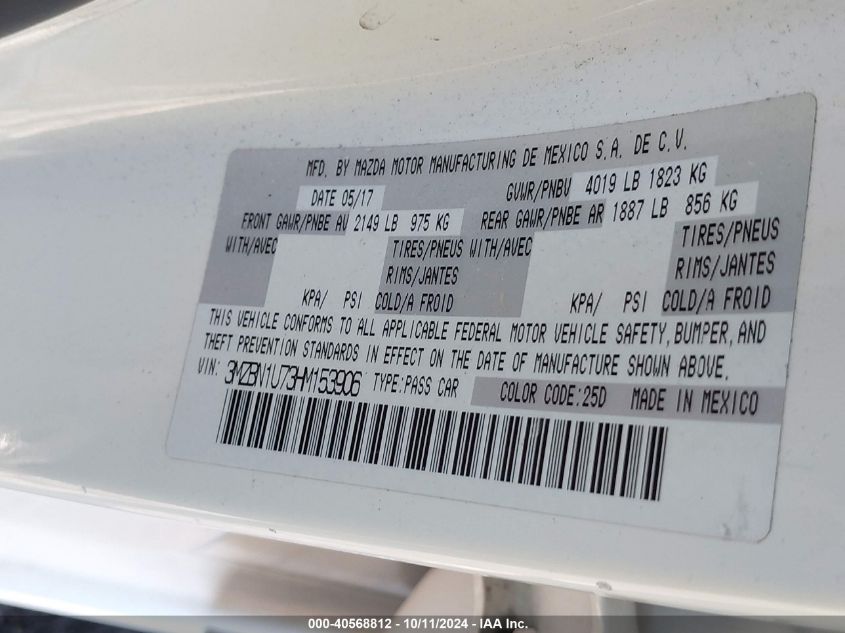 MFD. BY MAZDA MOTOR MANUFACTURING DE MEXICO S.A. DE C.V.
DATE 05/17 GVWR/PNBV 4019 LB 1823 KG
FRONT GAWR/PNBE AV 2149 LB 975 KG REAR GAWR/PNBE AR 1887 LB 856 KG
WITH/AVEC TIRES/PNEUS WITH/AVEC TIRES/PNEUS
RIMS/JANTES RIMS/JANTES
KPA/ PSI COLD/A FROID KPA/ PSI COLD/A FROID
THIS VEHICLE CONFORMS TO ALL APPLICABLE FEDERAL MOTOR VEHICLE SAFETY, BUMPER, AND
THEFT PREVENTION STANDARDS IN EFFECT ON THE DATE OF MANUFACTURE SHOWN ABOVE.
VIN: 3MZBN1U73HM153906 TYPE:PASS CAR COLOR CODE:25D MADE IN MEXICO
000-40568812 - 10/11/2024 - IAA Inc.